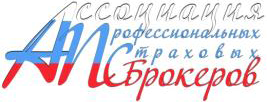 Ассоциация
Профессиональных
Страховых
Брокеров